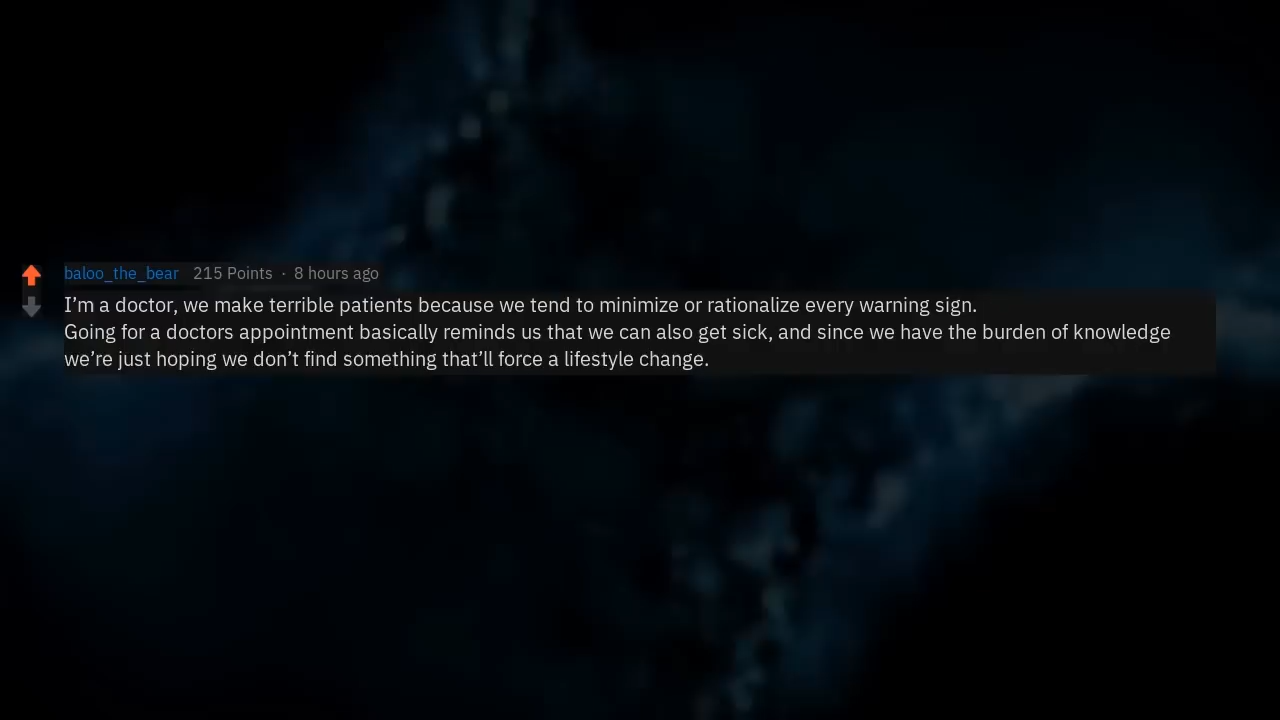 baloo_the_bear 215 Points · 8 hours ago
I’m a doctor, we make terrible patients because we tend to minimize or rationalize every warning sign.
Going for a doctors appointment basically reminds us that we can also get sick, and since we have the burden of knowledge
we’re just hoping we don’t find something that’ll force a lifestyle change.